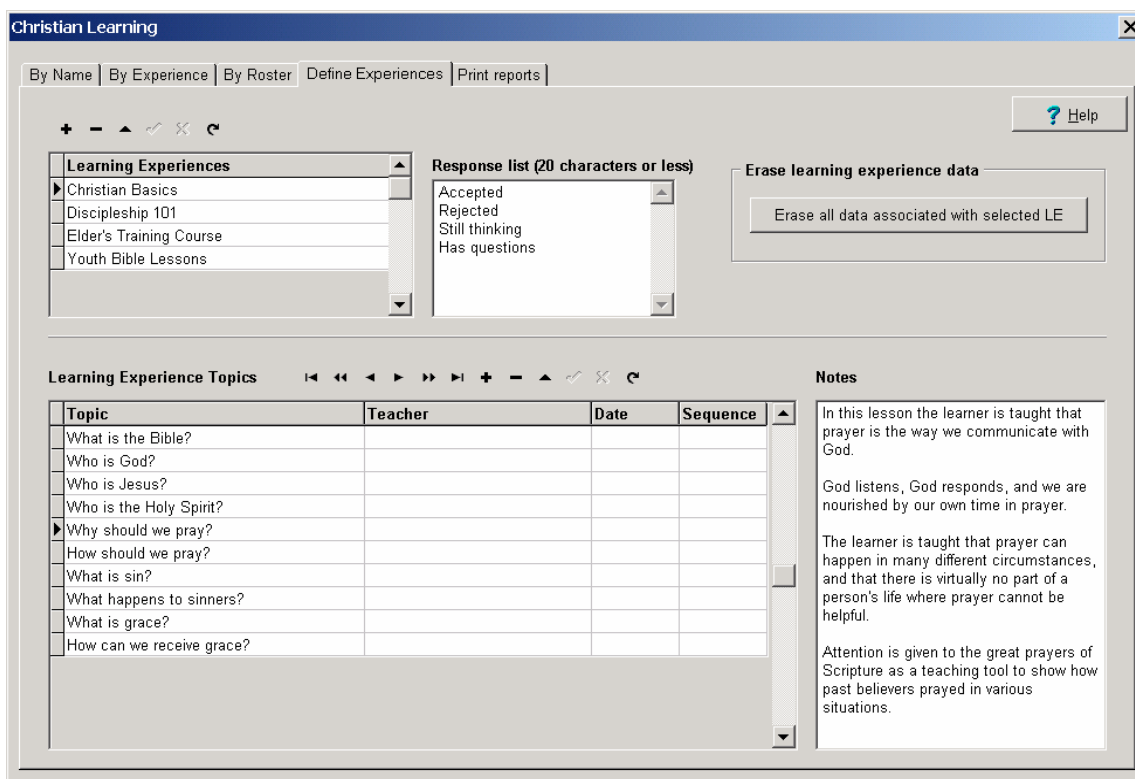 Christian Learning
By Name By Experience By Roster Define Experiences Print reports
? Help
Learning Experiences
Christian Basics
Discipleship 101
Elder's Training Course
Youth Bible Lessons
Response list (20 characters or less)
Accepted
Rejected
Still thinking
Has questions
Erase learning experience data
Erase all data associated with selected LE
Learning Experience Topics
Topic Teacher Date Sequence
What is the Bible?
Who is God?
Who is Jesus?
Who is the Holy Spirit?
Why should we pray?
How should we pray?
What is sin?
What happens to sinners?
What is grace?
How can we receive grace?
Notes
In this lesson the learner is taught that
prayer is the way we communicate with
God.
God listens, God responds, and we are
nourished by our own time in prayer.
The learner is taught that prayer can
happen in many different circumstances,
and that there is virtually no part of a
person's life where prayer cannot be
helpful.
Attention is given to the great prayers of
Scripture as a teaching tool to show how
past believers prayed in various
situations.